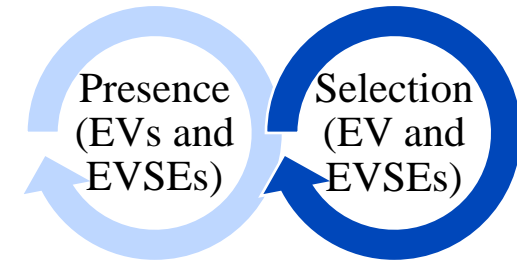 Presence
(EVs and
EVSEs)
Selection
(EV and
EVSEs)